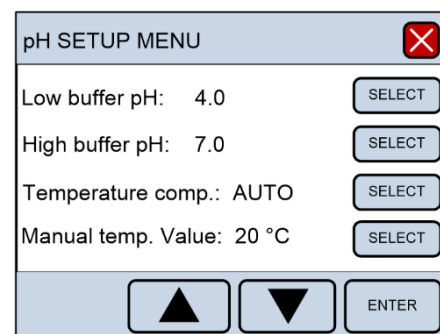 pH SETUP MENU
Low buffer pH: 4.0 SELECT
High buffer pH: 7.0 SELECT
Temperature comp.: AUTO SELECT
Manual temp. Value: 20 °C SELECT
ENTER